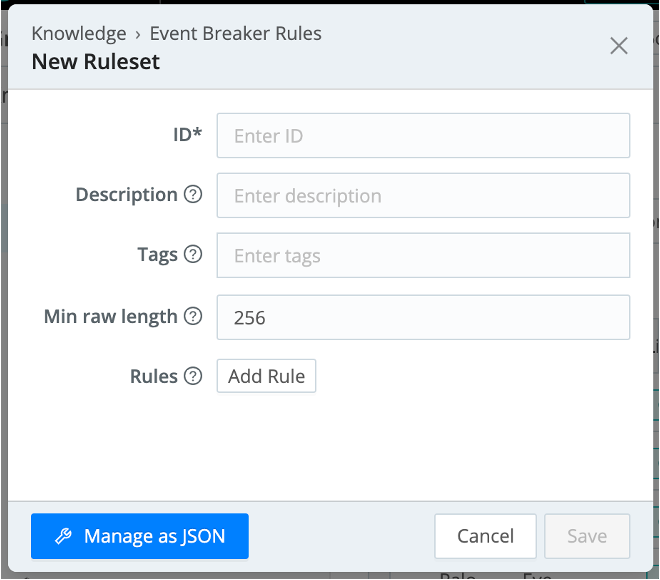 Knowledge › Event Breaker Rules
New Ruleset
ID*
Enter ID
Description
Enter description
Tags
Enter tags
Min raw length
256
Rules
Add Rule
Manage as JSON
Cancel
Save